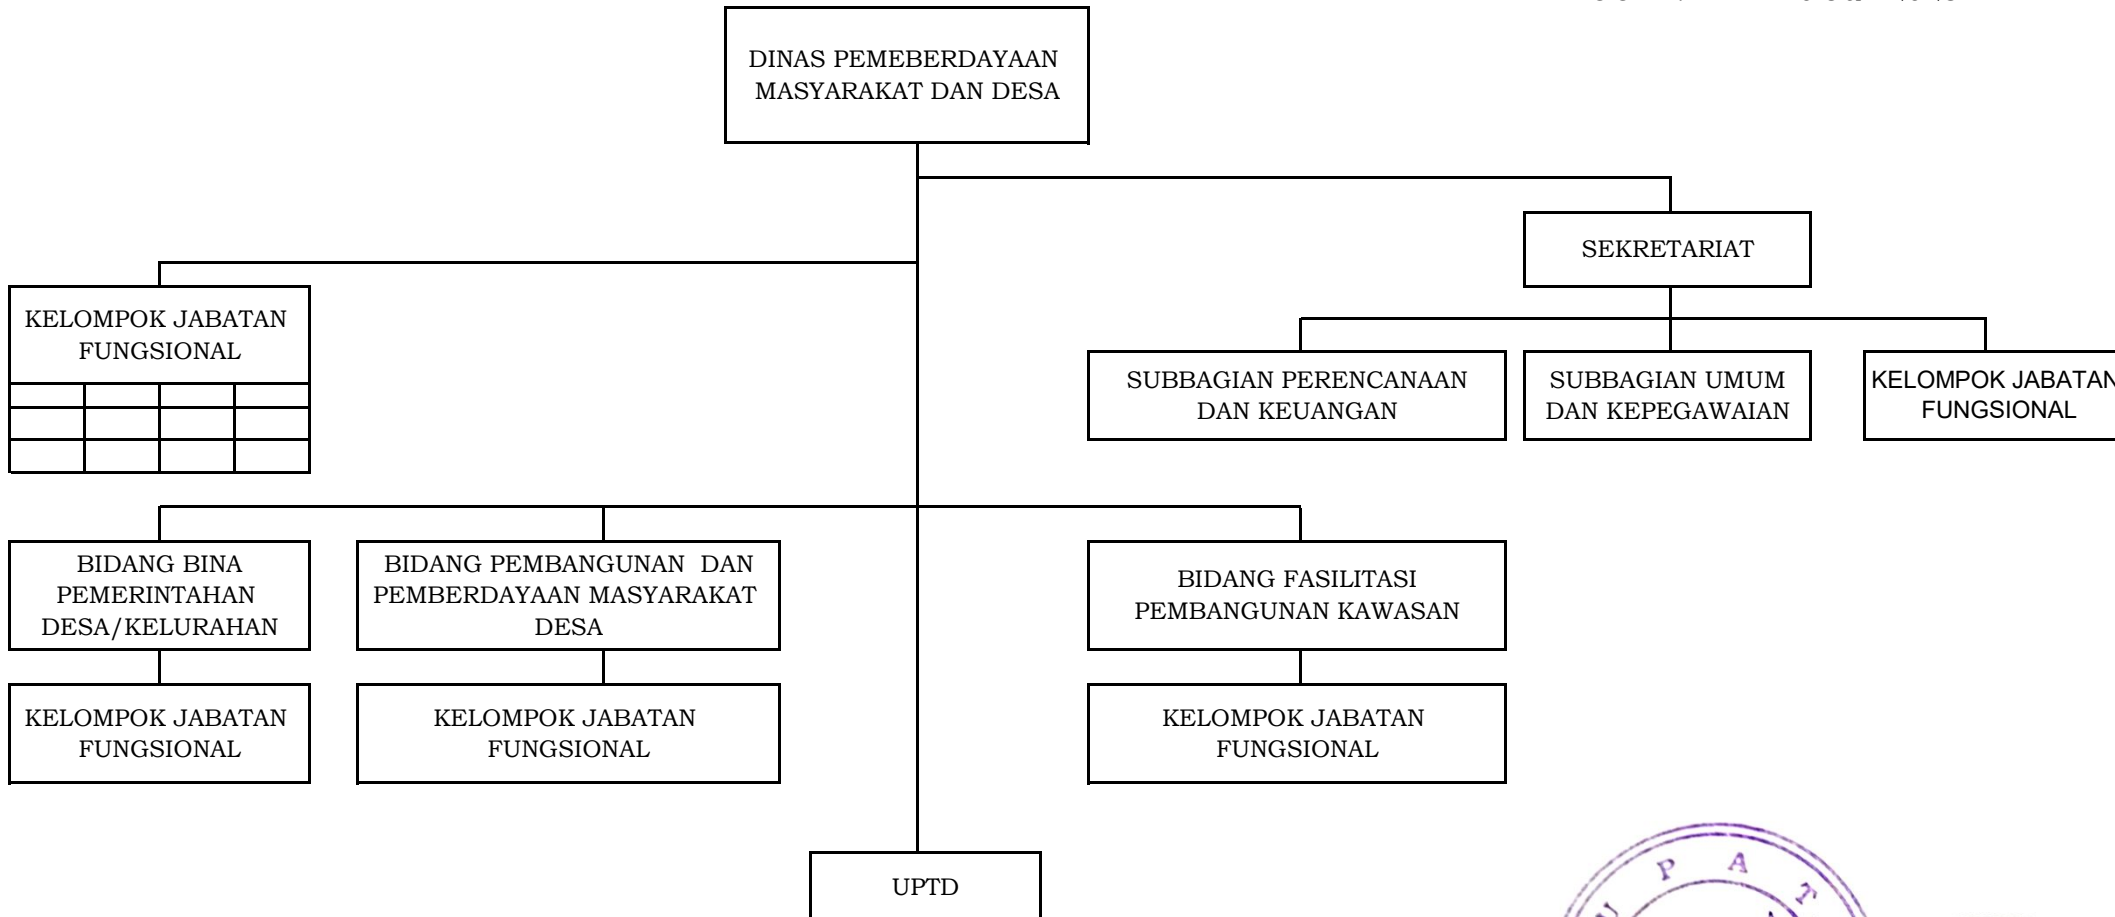 DINAS PEMEBERDAYAAN
MASYARAKAT DAN DESA
SEKRETARIAT
KELOMPOK JABATAN
FUNGSIONAL
SUBBAGIAN PERENCANAAN
DAN KEUANGAN
SUBBAGIAN UMUM
DAN KEPEGAWAIAN
KELOMPOK JABATAN
FUNGSIONAL
BIDANG BINA
PEMERINTAHAN
DESA/KELURAHAN
BIDANG PEMBANGUNAN  DAN
PEMBERDAYAAN MASYARAKAT
DESA
BIDANG FASILITASI
PEMBANGUNAN KAWASAN
KELOMPOK JABATAN
FUNGSIONAL
KELOMPOK JABATAN
FUNGSIONAL
KELOMPOK JABATAN
FUNGSIONAL
UPTD
U P A T